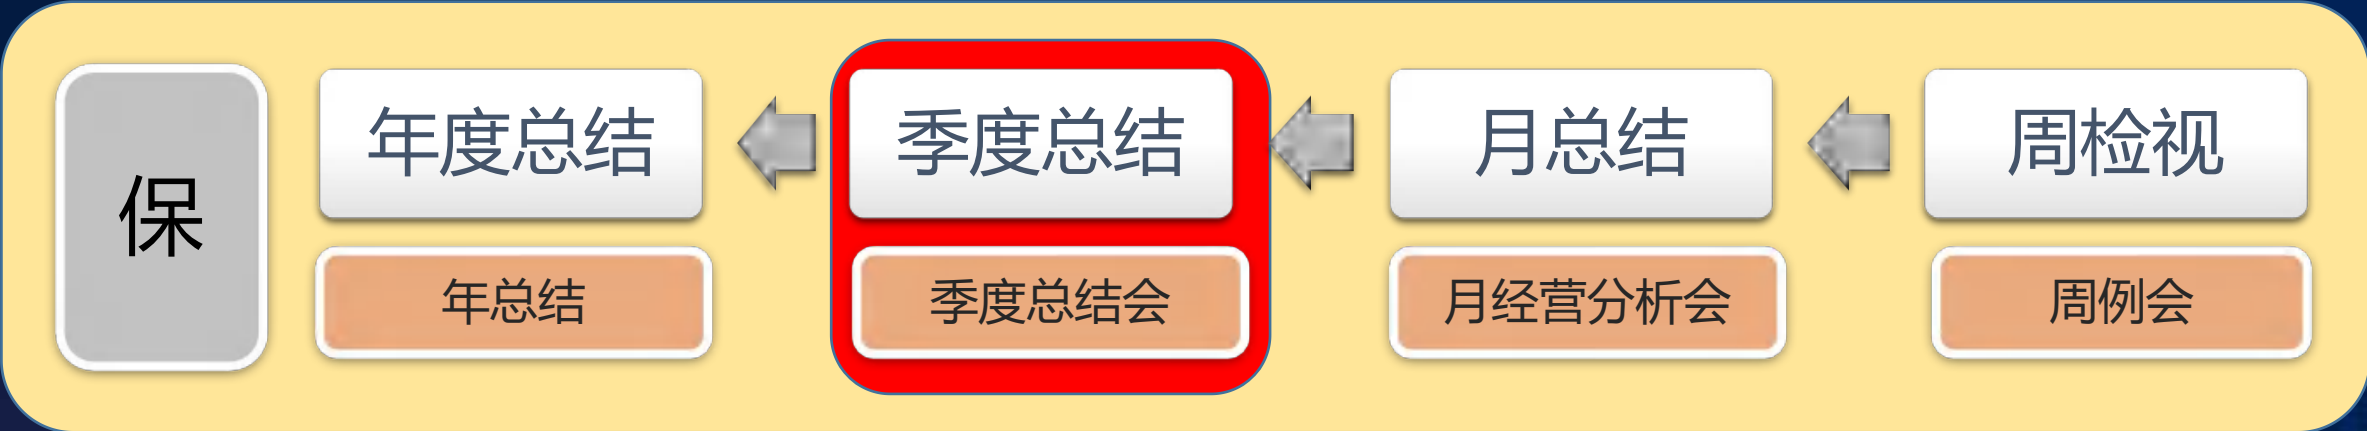 保
年度总结
季度总结
月总结
周检视
年总结
季度总结会
月经营分析会
周例会